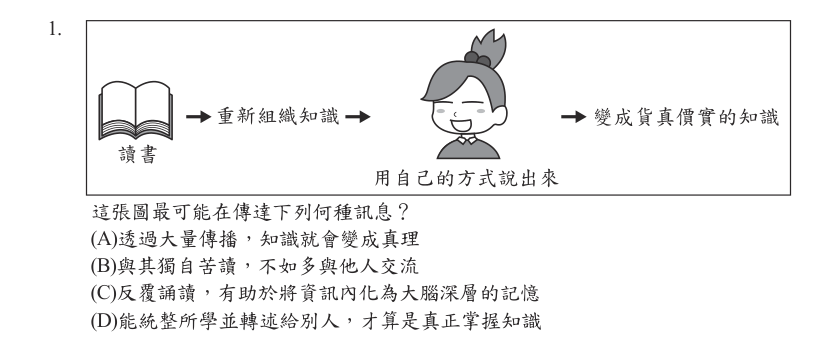 1.
讀書
重新組織知識
用自己的方式說出來
變成貨真價實的知識
這張圖最可能在傳達下列何種訊息？
(A)透過大量傳播，知識就會變成真理
(B)與其獨自苦讀，不如多與他人交流
(C)反覆誦讀，有助於將資訊內化為大腦深層的記憶
(D)能統整所學並轉述給別人，才算是真正掌握知識